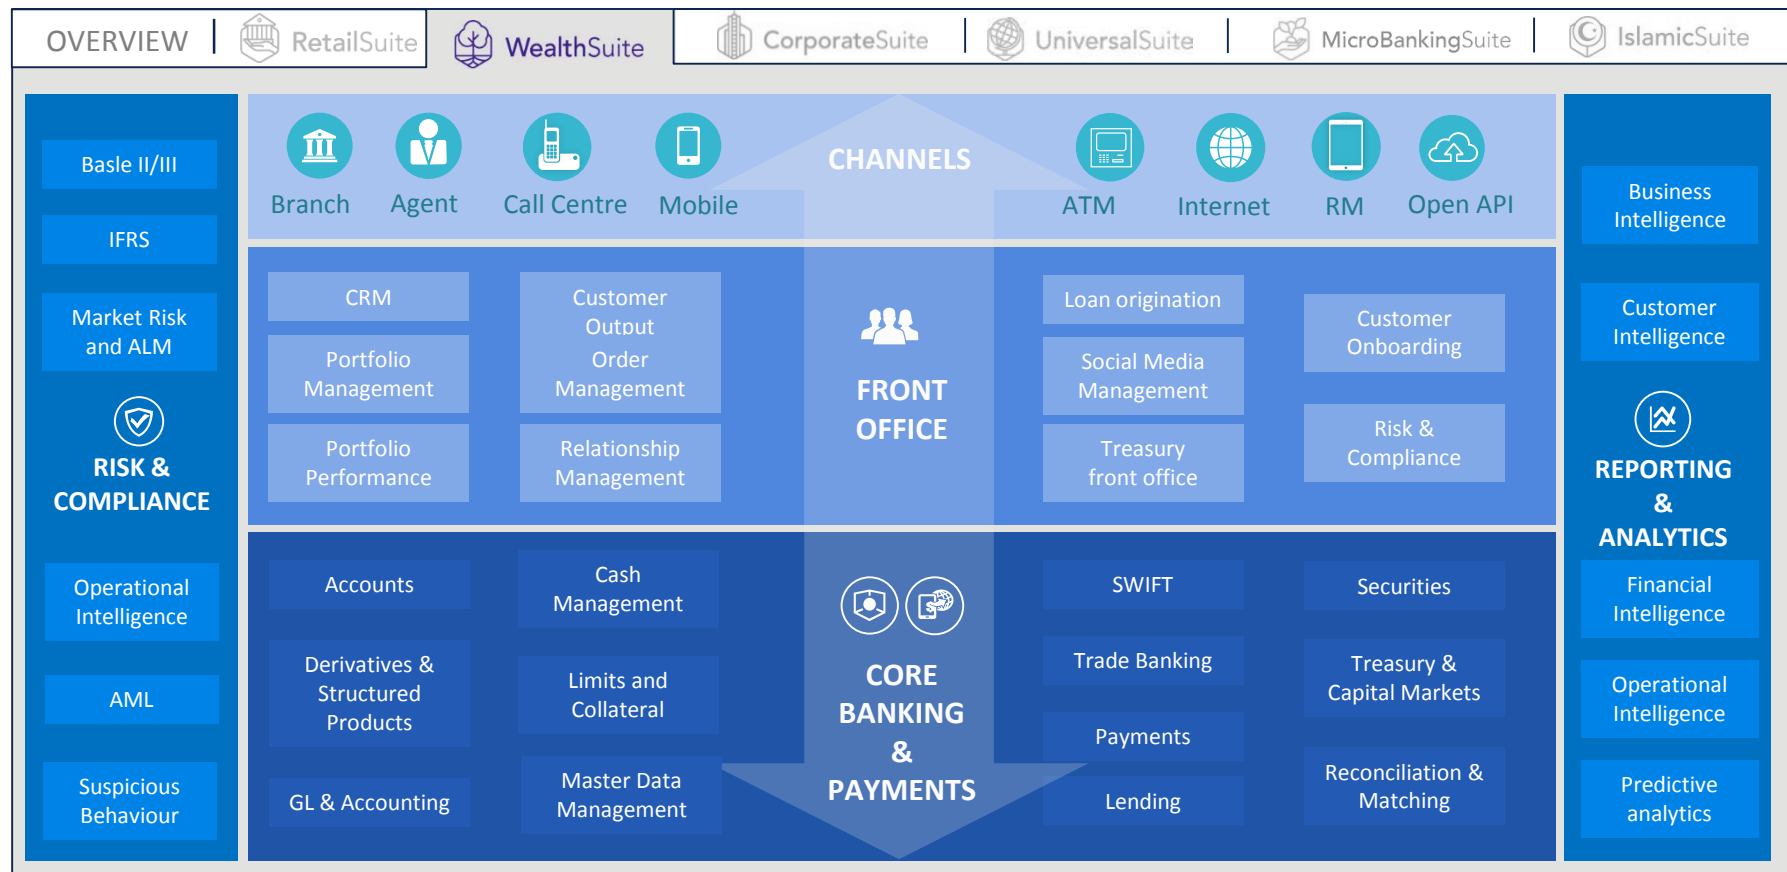 OVERVIEW
RetailSuite
WealthSuite
CorporateSuite
UniversalSuite
MicroBankingSuite
IslamicSuite
Basle II/III
IFRS
Market Risk
and ALM
RISK &
COMPLIANCE
Operational
Intelligence
AML
Suspicious
Behaviour
CHANNELS
Branch
Agent
Call Centre
Mobile
ATM
Internet
RM
Open API
FRONT
OFFICE
CRM
Portfolio
Management
Portfolio
Performance
Customer
Output
Order
Management
Relationship
Management
Loan origination
Social Media
Management
Treasury
front office
Customer
Onboarding
Risk &
Compliance
CORE
BANKING
&
PAYMENTS
Accounts
Derivatives &
Structured
Products
GL & Accounting
Cash
Management
Limits and
Collateral
Master Data
Management
SWIFT
Trade Banking
Payments
Lending
Securities
Treasury &
Capital Markets
Reconciliation &
Matching
Business
Intelligence
Customer
Intelligence
REPORTING
&
ANALYTICS
Financial
Intelligence
Operational
Intelligence
Predictive
analytics